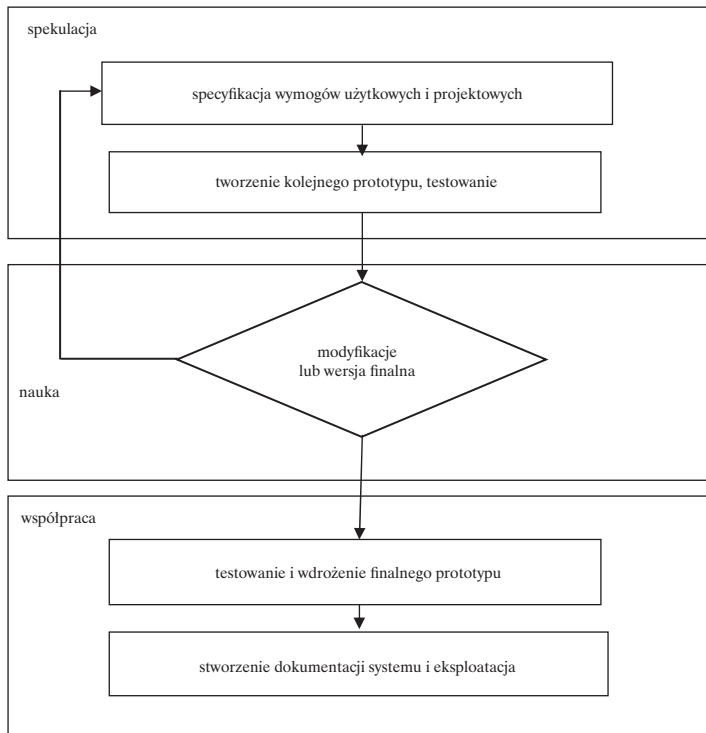 spekulacja
specyfikacja wymogów użytkowych i projektowych
tworzenie kolejnego prototypu, testowanie
modyfikacje
lub wersja finalna
nauka
współpraca
testowanie i wdrożenie finalnego prototypu
stworzenie dokumentacji systemu i eksploatacja